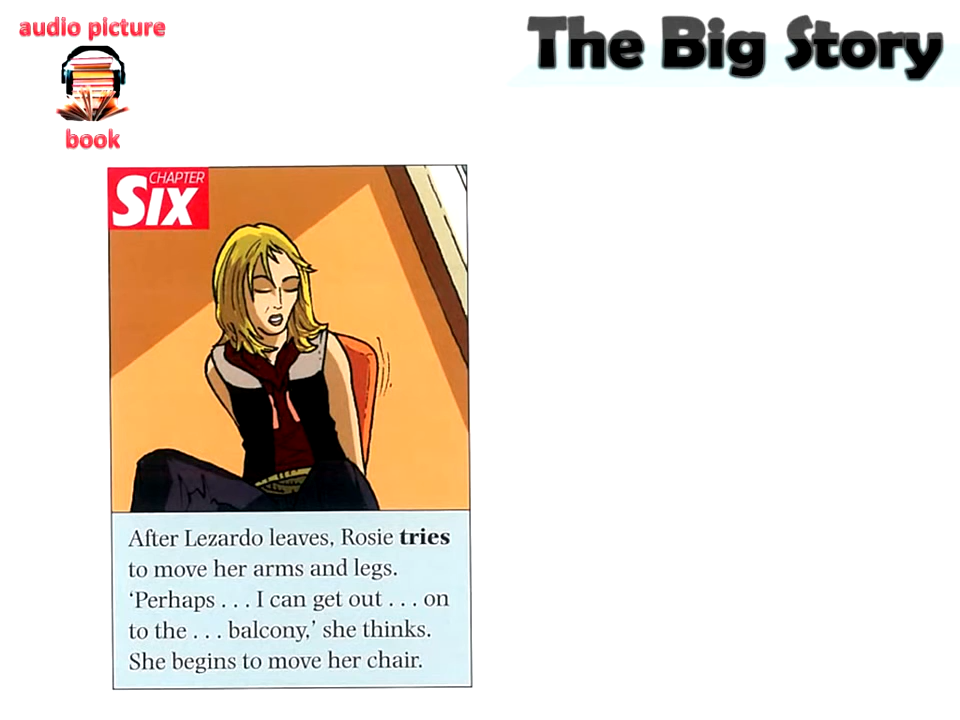 audio picture
book
The Big Story
CHAPTER
SIX
After Lezardo leaves, Rosie tries
to move her arms and legs.
‘Perhaps . . . I can get out . . . on
to the . . . balcony,’ she thinks.
She begins to move her chair.